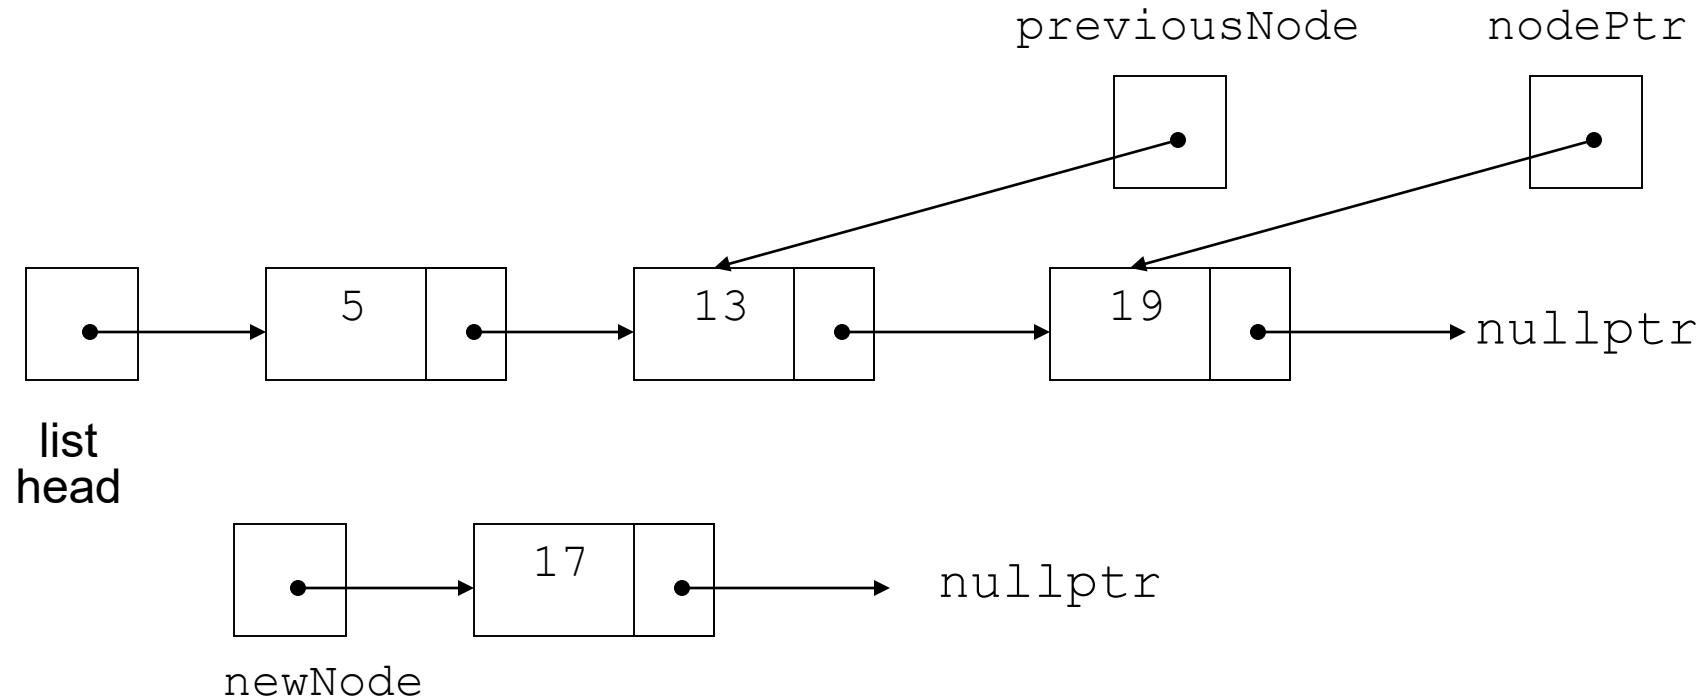 previousNode
nodePtr
5
13
19
nullptr
list
head
17
nullptr
newNode